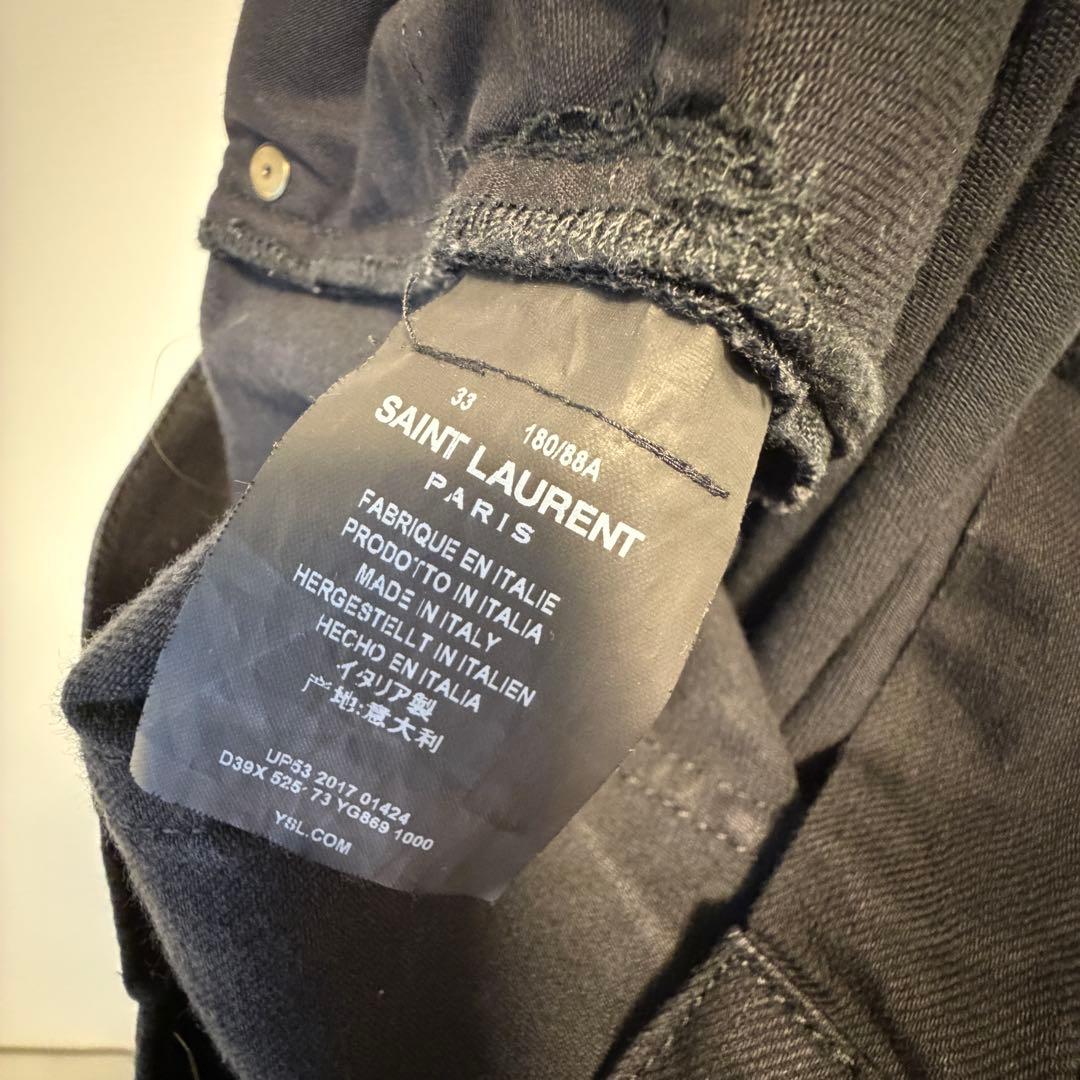 33 180/88A
SAINT LAURENT
PARIS
FABRIQUE EN ITALIE
PRODOTTO IN ITALIA
MADE IN ITALY
HERGESTELLT IN ITALIEN
HECHO EN ITALIA
イタリア製
产地:意大利
UP53 2017 01424
D39X 525 73 YG869 1000
YSL.COM